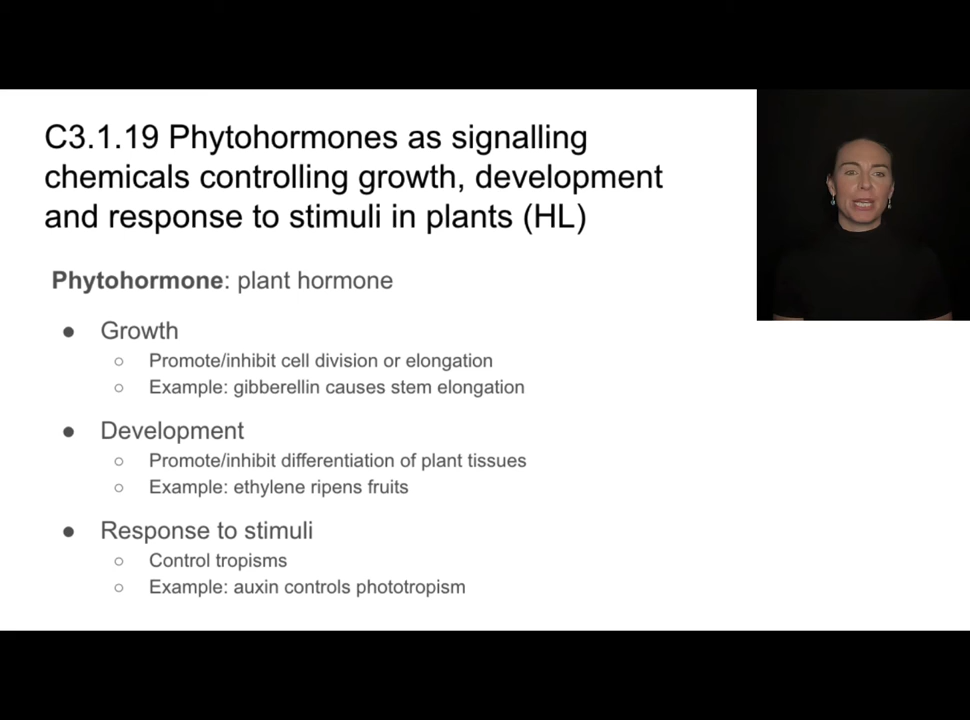 C3.1.19 Phytohormones as signalling
chemicals controlling growth, development
and response to stimuli in plants (HL)
Phytohormone: plant hormone
● Growth
○ Promote/inhibit cell division or elongation
○ Example: gibberellin causes stem elongation
● Development
○ Promote/inhibit differentiation of plant tissues
○ Example: ethylene ripens fruits
● Response to stimuli
○ Control tropisms
○ Example: auxin controls phototropism